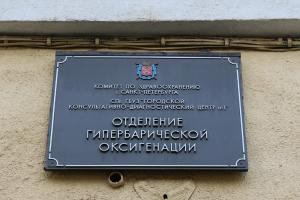 КОМИТЕТ ПО ЗДРАВООХРАНЕНИЮ
САНКТ-ПЕТЕРБУРГА
СПб ГБУЗ ГОРОДСКОЙ
КОНСУЛЬТАТИВНО-ДИАГНОСТИЧЕСКИЙ ЦЕНТР №1
ОТДЕЛЕНИЕ
ГИПЕРБАРИЧЕСКОЙ
ОКСИГЕНАЦИИ